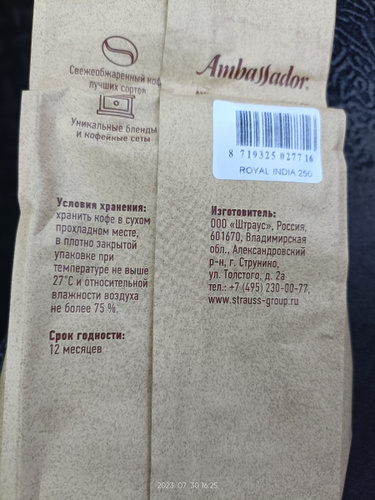 Свежеобжаренный коф
лучших сортов
Уникальные бленды
и кофейные сеты
Ambassador
8 719325 027716
ROYAL INDIA 250
Условия хранения:
хранить кофе в сухом
прохладном месте,
в плотно закрытой
упаковке при
температуре не выше
27°С и относительной
влажности воздуха
не более 75 %.
Срок годности:
12 месяцев
Изготовитель:
ООО «Штраус», Россия,
601670, Владимирская
обл., Александровский
р-н, г. Струнино,
ул. Толстого, д. 2а
тел.: +7 (495) 230-00-77.
www.strauss-group.ru
2023. 07. 30 16:25